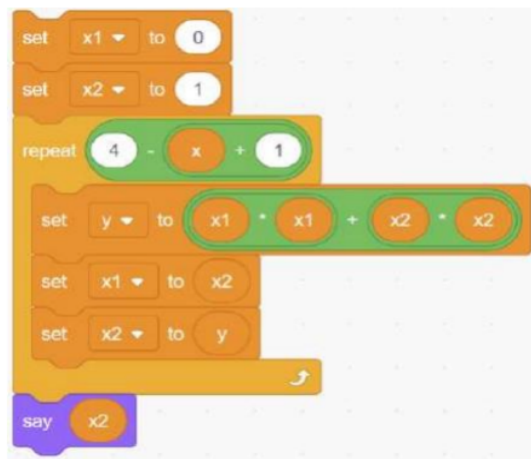 set x1 to 0
set x2 to 1
repeat 4 - x + 1
set y to x1 * x1 + x2 * x2
set x1 to x2
set x2 to y
say x2